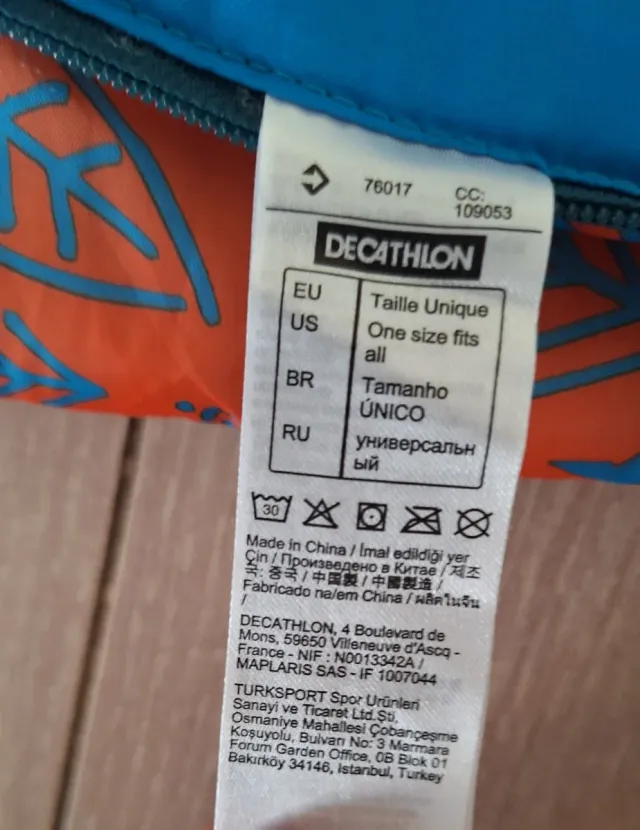 76017
CC:
109053
DECATHLON
EU
Taille Unique
US
One size fits
all
BR
Tamanho
ÚNICO
RU
универсальн
ый
30
Made in China / İmal edildiği yer
Çin / Произведено в Китае / 제조
국: 중국 / 中国製 / 中國製造 /
Fabricado na/em China / ผลิตในจีน
/
DECATHLON, 4 Boulevard de
Mons, 59650 Villeneuve d'Ascq -
France - NIF : N0013342A /
MAPLARIS SAS - IF 1007044
TURKSPORT Spor Urünleri
Sanayi ve Ticaret Ltd.Şti,
Osmaniye Mahallesi Çobançeşme
Koşuyolu, Bulvarı No: 3 Marmara
Forum Garden Office, 0B Blok 01
Bakırköy 34146, Istanbul, Turkey